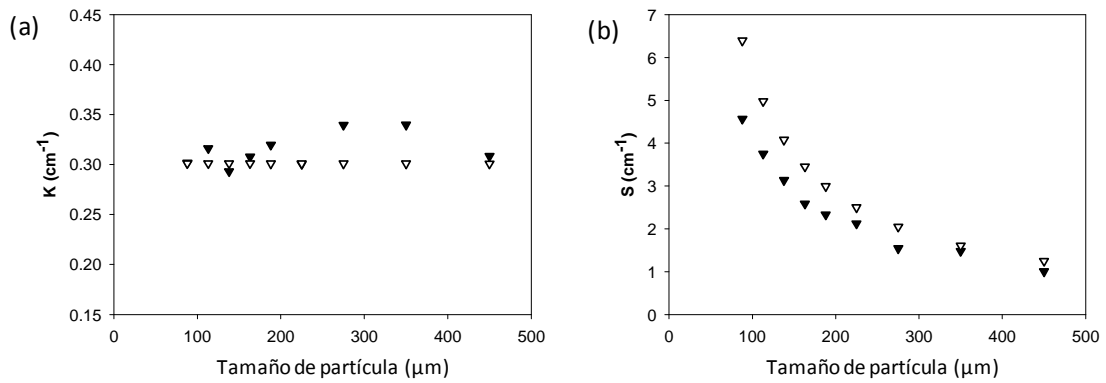 (a)
0.45
0.40
0.35
0.30
0.25
0.20
0.15
K (cm-1)
0 100 200 300 400 500
Tamaño de partícula (µm)
(b)
7
6
5
4
3
2
1
0
S (cm-1)
0 100 200 300 400 500
Tamaño de partícula (µm)